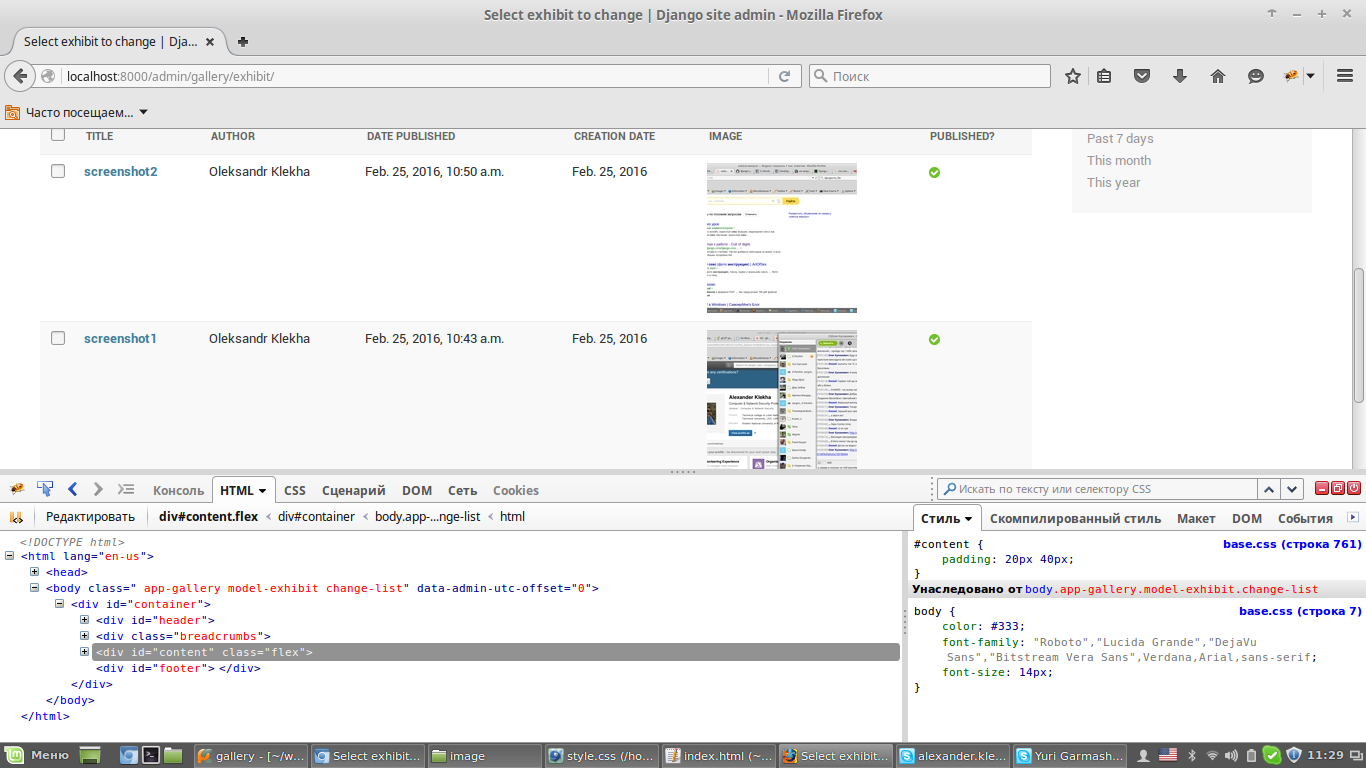 Select exhibit to change | Django site admin - Mozilla Firefox
Select exhibit to change | Dja...
localhost:8000/admin/gallery/exhibit/
Поиск
Часто посещаем...
TITLE AUTHOR DATE PUBLISHED CREATION DATE IMAGE PUBLISHED?
Past 7 days
This month
This year
screenshot2 Oleksandr Klekha Feb. 25, 2016, 10:50 a.m. Feb. 25, 2016
screenshot1 Oleksandr Klekha Feb. 25, 2016, 10:43 a.m. Feb. 25, 2016
Alexander Klekha
Консоль HTML CSS Сценарий DOM Сеть Cookies
Искать по тексту или селектору CSS
Редактировать div#content.flex < div#container < body.app-...nge-list < html
Стиль Скомпилированный стиль Макет DOM События
<!DOCTYPE html>
<html lang="en-us">
<head>
<body class=" app-gallery model-exhibit change-list" data-admin-utc-offset="0">
<div id="container">
<div id="header">
<div class="breadcrumbs">
<div id="content" class="flex">
<div id="footer"> </div>
</div>
</body>
</html>
#content { base.css (строка 761)
padding: 20px 40px;
}
Унаследовано от body.app-gallery.model-exhibit.change-list
body { base.css (строка 7)
color: #333;
font-family: "Roboto","Lucida Grande","DejaVu
Sans","Bitstream Vera Sans",Verdana,Arial,sans-serif;
font-size: 14px;
}
Меню
gallery - [~/w...
Select exhibit...
image
style.css (/ho...
index.html (~...
Select exhibit...
alexander.kle...
Yuri Garmash...
11:29